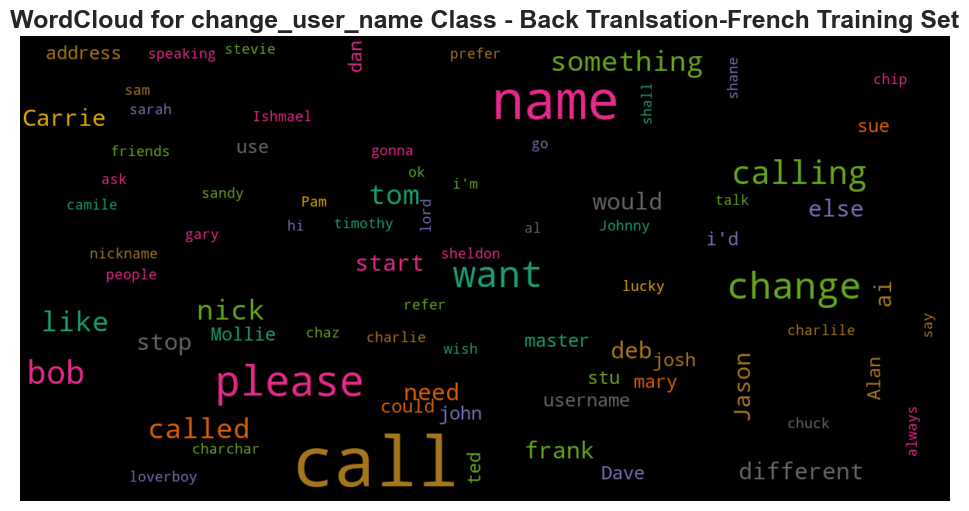 WordCloud for change_user_name Class - Back Tranlsation-French Training Set
address speaking stevie dan prefer something shane chip
sam name shall
Carrie sarah Ishmael sue
friends use gonna go
ask ok i'm calling
camile sandy Pam tom lord would talk else
gary hi timothy al Johnny i'd
nickname sheldon
people start want lucky change ai
like nick refer
stop Mollie chaz charlie wish master charlile say
bob please need deb josh
stu mary Jason Alan
could john username
called chuck always
charchar call frank
loverboy ted Dave different